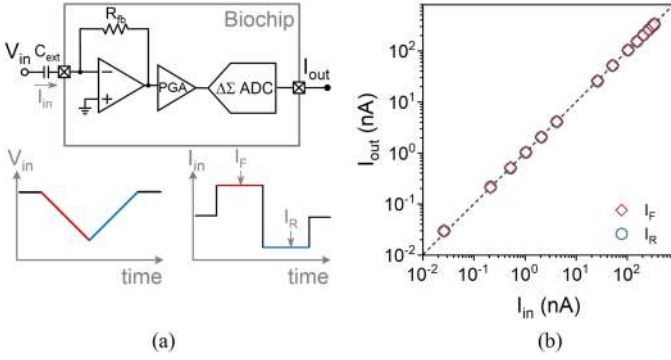 Biochip
R_fb
V_in
C_ext
I_in
−
+
PGA
ΔΣ ADC
I_out
V_in
time
I_in
I_F
I_R
time
(a)
I_out (nA)
10^2
10^1
10^0
10^-1
10^-2
10^-2
10^-1
10^0
10^1
10^2
I_in (nA)
I_F
I_R
(b)